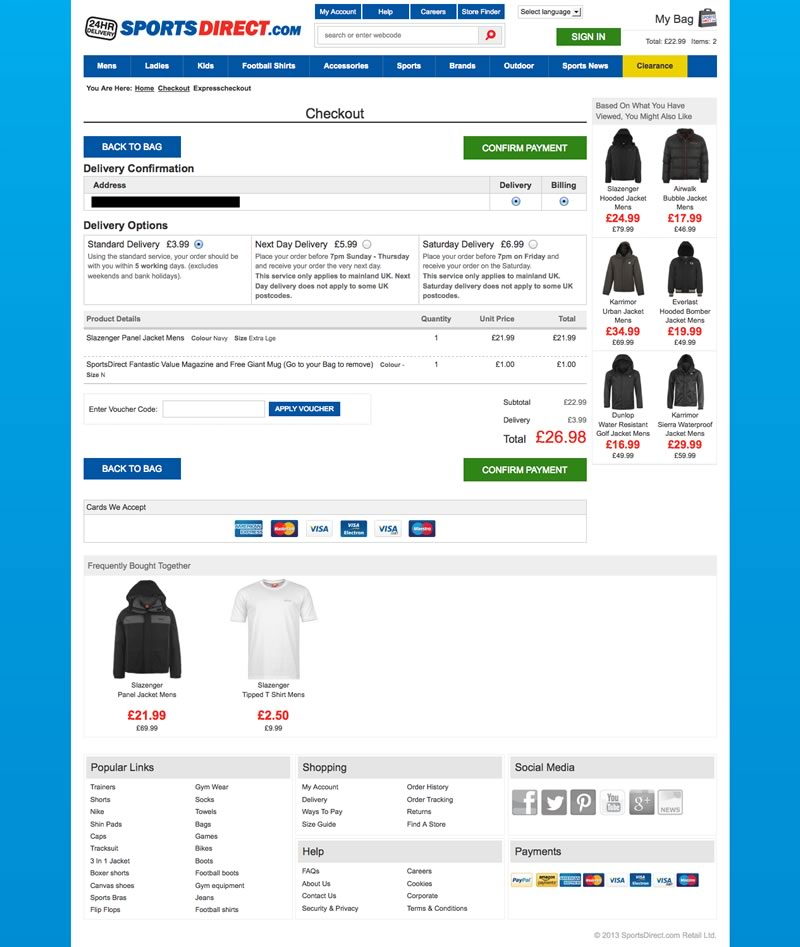 My Account Help Careers Store Finder Select language
24HR DELIVERY SPORTSDIRECT.COM
search or enter webcode
SIGN IN
My Bag
Total: £22.99 Items: 2
Mens Ladies Kids Football Shirts Accessories Sports Brands Outdoor Sports News Clearance
You Are Here: Home Checkout Expresscheckout
Checkout
BACK TO BAG CONFIRM PAYMENT
Delivery Confirmation
Address Delivery Billing
Delivery Options
Standard Delivery £3.99
Using the standard service, your order should be
with you within 5 working days. (excludes
weekends and bank holidays).
Next Day Delivery £5.99
Place your order before 7pm Sunday - Thursday
and receive your order the very next day.
This service only applies to mainland UK. Next
Day delivery does not apply to some UK
postcodes.
Saturday Delivery £6.99
Place your order before 7pm on Friday and
receive your order on the Saturday.
This service only applies to mainland UK.
Saturday delivery does not apply to some UK
postcodes.
Product Details Quantity Unit Price Total
Slazenger Panel Jacket Mens Colour Navy Size Extra Lge 1 £21.99 £21.99
SportsDirect Fantastic Value Magazine and Free Giant Mug (Go to your Bag to remove) Colour - 1 £1.00 £1.00
Size N
Enter Voucher Code: APPLY VOUCHER
Subtotal £22.99
Delivery £3.99
Total £26.98
BACK TO BAG CONFIRM PAYMENT
Cards We Accept
AMERICAN EXPRESS MasterCard VISA VISA Electron VISA Maestro
Based On What You Have
Viewed, You Might Also Like
Slazenger
Hooded Jacket
Mens
£24.99
£79.99
Airwalk
Bubble Jacket
Mens
£17.99
£46.99
Karrimor
Urban Jacket
Mens
£34.99
£69.99
Everlast
Hooded Bomber
Jacket Mens
£19.99
£49.99
Dunlop
Water Resistant
Golf Jacket Mens
£16.99
£49.99
Karrimor
Sierra Waterproof
Jacket Mens
£29.99
£59.99
Frequently Bought Together
Slazenger
Panel Jacket Mens
£21.99
£69.99
Slazenger
Tipped T Shirt Mens
£2.50
£9.99
Popular Links
Trainers
Shorts
Nike
Shin Pads
Caps
Tracksuit
3 In 1 Jacket
Boxer shorts
Canvas shoes
Sports Bras
Flip Flops
Gym Wear
Socks
Towels
Bags
Games
Bikes
Boots
Football boots
Gym equipment
Jeans
Football shirts
Shopping
My Account
Delivery
Ways To Pay
Size Guide
Order History
Order Tracking
Returns
Find A Store
Help
FAQs
About Us
Contact Us
Security & Privacy
Careers
Cookies
Corporate
Terms & Conditions
Social Media
You Tube
g+
NEWS
Payments
PayPal amazon payments AMERICAN EXPRESS MasterCard VISA VISA Electron VISA Maestro
© 2013 SportsDirect.com Retail Ltd.